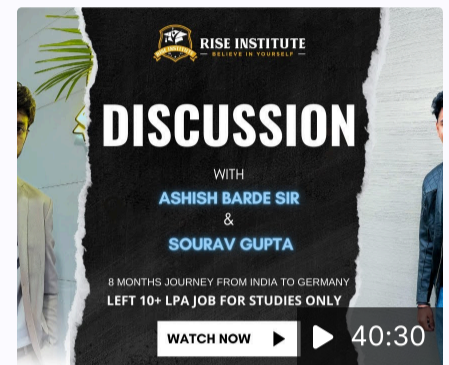 RISE INSTITUTE
BELIEVE IN YOURSELF
DISCUSSION
WITH
ASHISH BARDE SIR
&
SOURAV GUPTA
8 MONTHS JOURNEY FROM INDIA TO GERMANY
LEFT 10+ LPA JOB FOR STUDIES ONLY
WATCH NOW
40:30